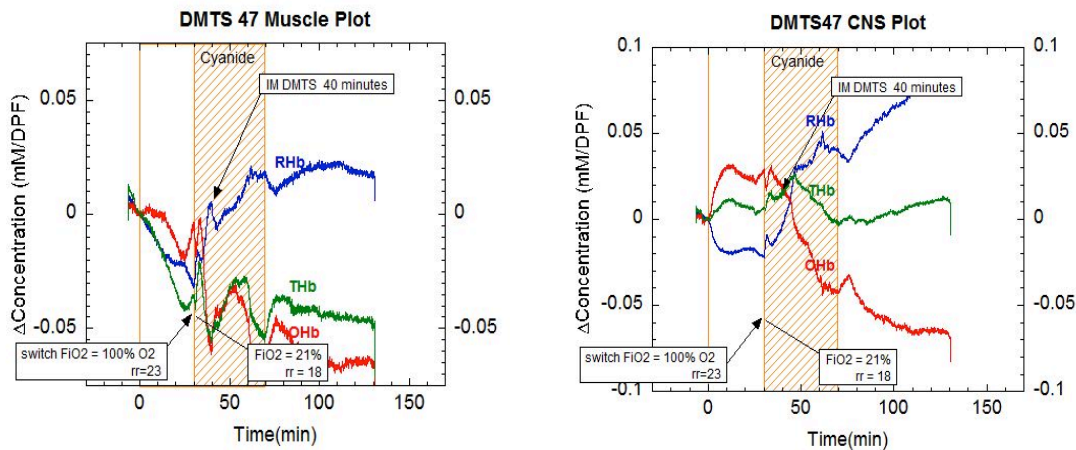 DMTS 47 Muscle Plot
Cyanide
IM DMTS 40 minutes
RHb
THb
OHb
switch FiO2 = 100% O2
rr=23
FiO2 = 21%
rr = 18
0.05
0
-0.05
0.05
0
-0.05
ΔConcentration (mM/DPF)
0 50 100 150
Time(min)
DMTS47 CNS Plot
Cyanide
IM DMTS 40 minutes
RHb
THb
OHb
switch FiO2 = 100% O2
rr=23
FiO2 = 21%
rr = 18
0.1
0.05
0
-0.05
-0.1
0.1
0.05
0
-0.05
-0.1
ΔConcentration (mM/DPF)
0 50 100 150
Time(min)